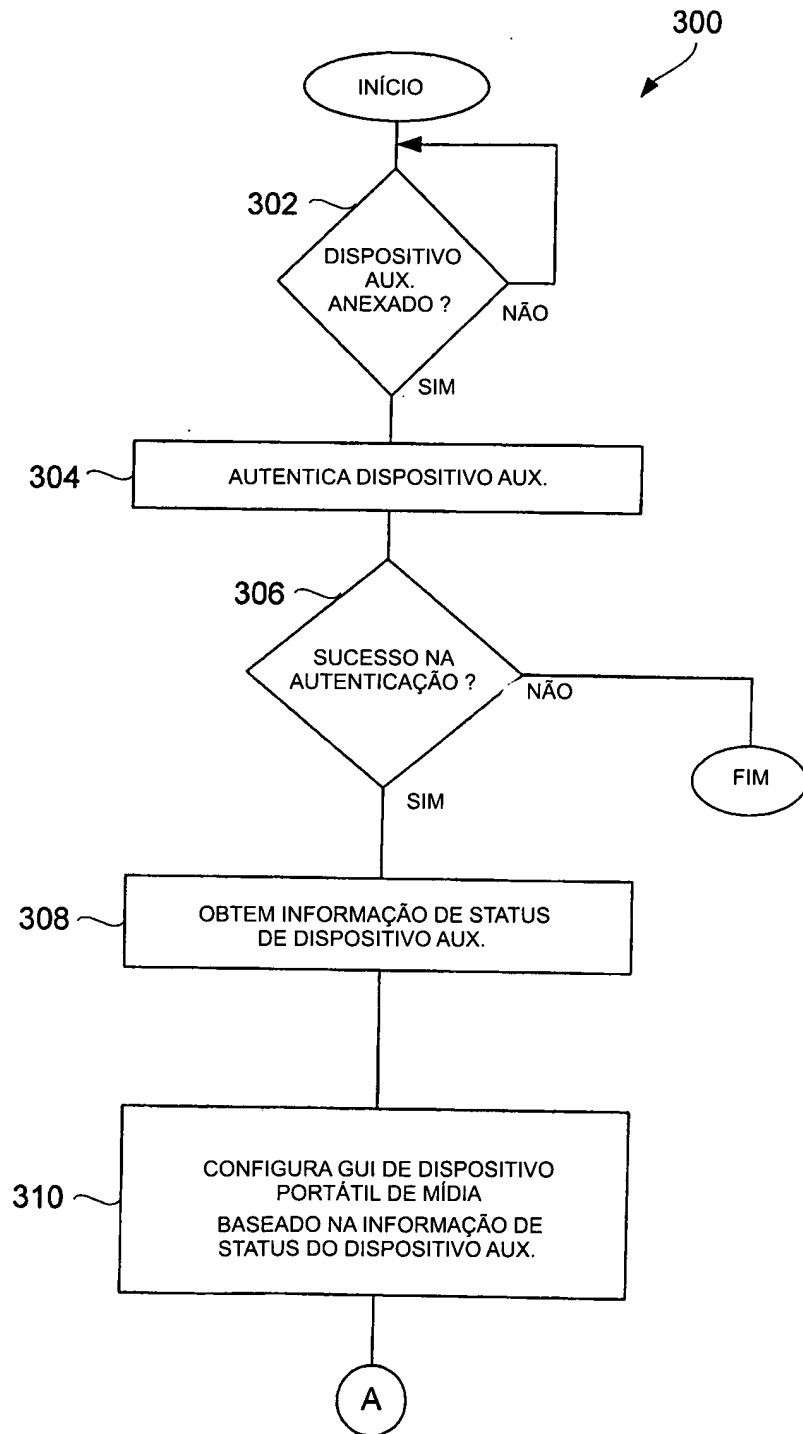 300
INÍCIO
302
DISPOSITIVO
AUX.
ANEXADO ?
NÃO
SIM
304
AUTENTICA DISPOSITIVO AUX.
306
SUCESSO NA
AUTENTICAÇÃO ?
NÃO
FIM
SIM
308
OBTEM INFORMAÇÃO DE STATUS
DE DISPOSITIVO AUX.
310
CONFIGURA GUI DE DISPOSITIVO
PORTÁTIL DE MÍDIA
BASEADO NA INFORMAÇÃO DE
STATUS DO DISPOSITIVO AUX.
A